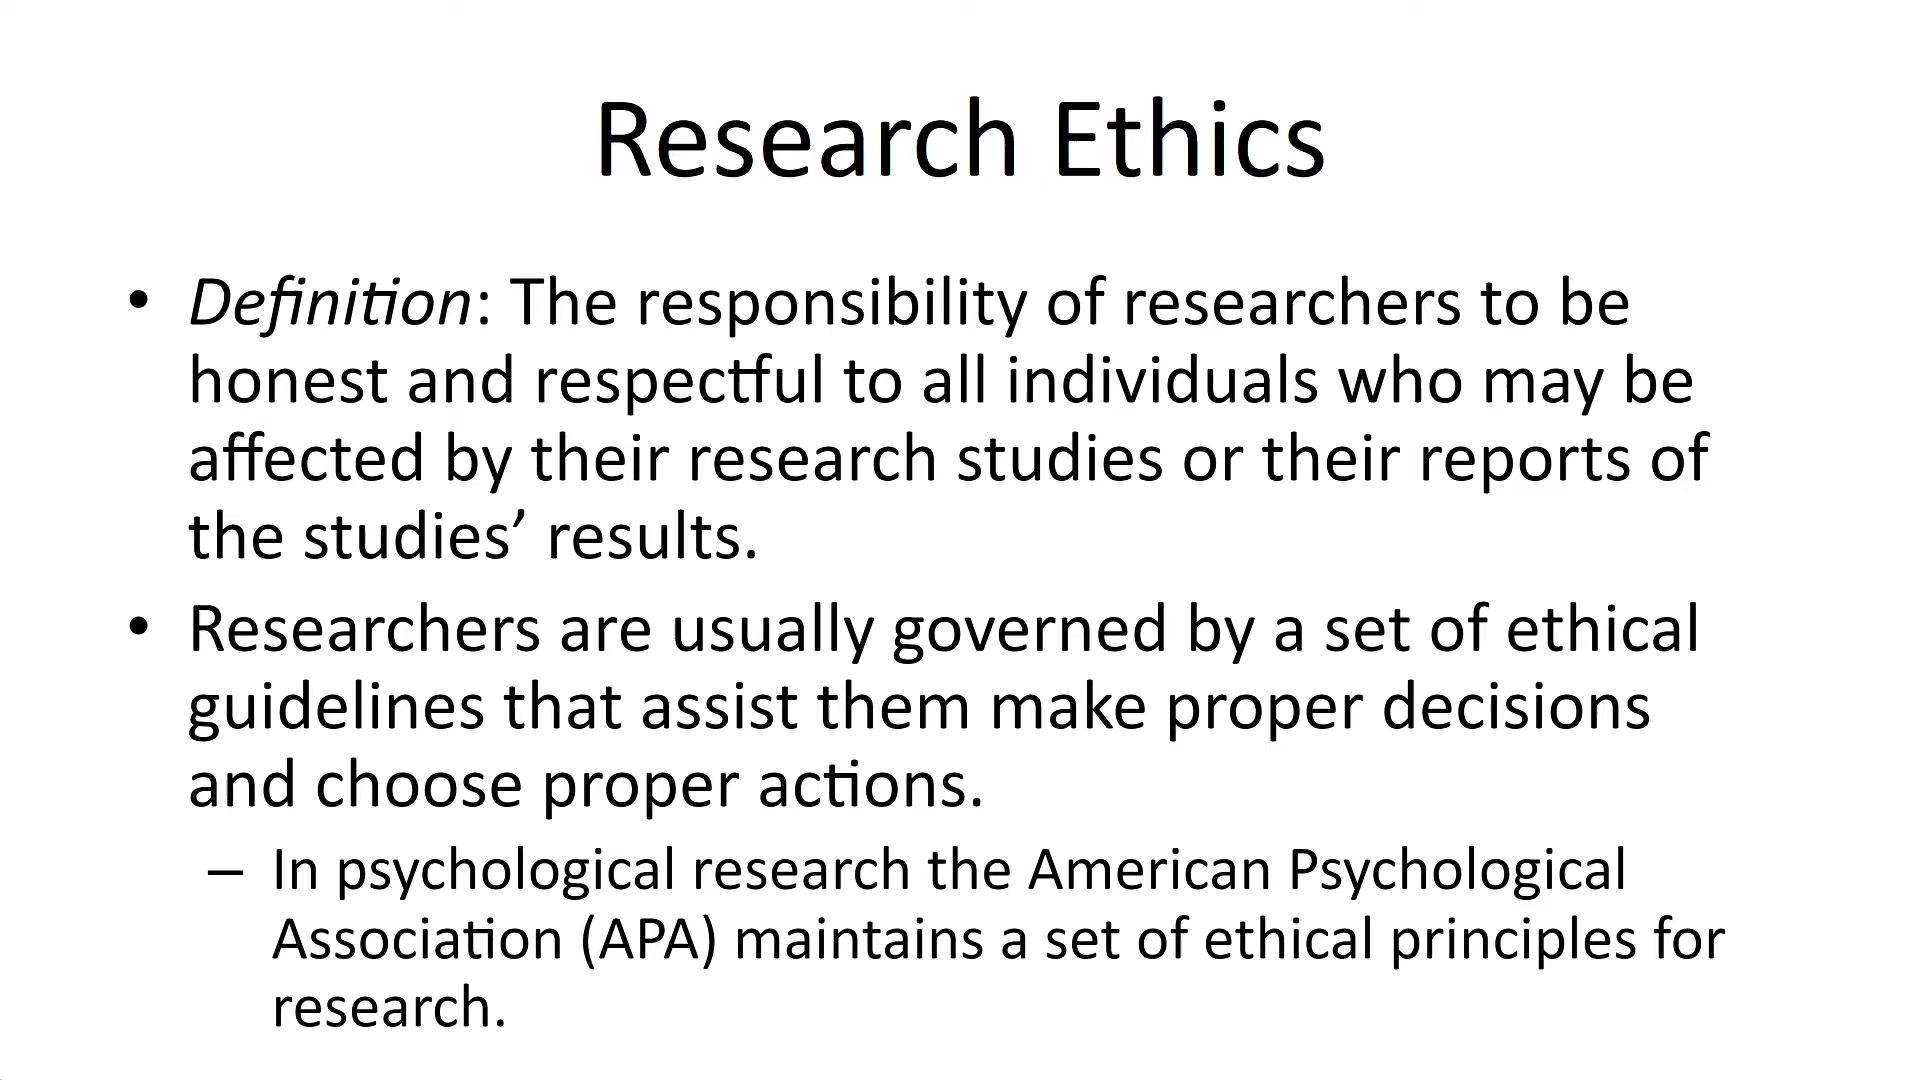 Research Ethics
• Definition: The responsibility of researchers to be
honest and respectful to all individuals who may be
affected by their research studies or their reports of
the studies’ results.
• Researchers are usually governed by a set of ethical
guidelines that assist them make proper decisions
and choose proper actions.
– In psychological research the American Psychological
Association (APA) maintains a set of ethical principles for
research.